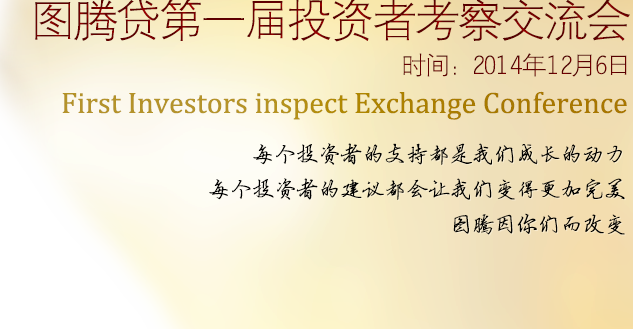 图腾贷第一届投资者考察交流会
时间：2014年12月6日
First Investors inspect Exchange Conference
每个投资者的支持都是我们成长的动力
每个投资者的建议都会让我们变得更加完美
图腾因你们而改变